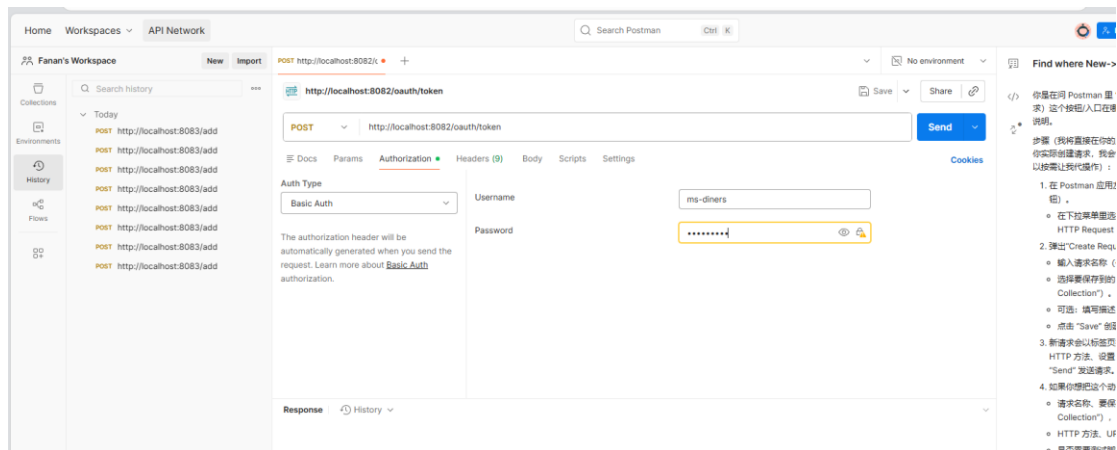 Home Workspaces API Network Search Postman Ctrl K
Fanan's Workspace New Import POST http://localhost:8082/c + No environment Find where New->
Collections
Environments
History
Flows
Search history
Today
POST http://localhost:8083/add
POST http://localhost:8083/add
POST http://localhost:8083/add
POST http://localhost:8083/add
POST http://localhost:8083/add
POST http://localhost:8083/add
POST http://localhost:8083/add
POST http://localhost:8083/add
http://localhost:8082/oauth/token Save Share
POST http://localhost:8082/oauth/token Send
Docs Params Authorization Headers (9) Body Scripts Settings Cookies
Auth Type
Basic Auth
The authorization header will be
automatically generated when you send the
request. Learn more about Basic Auth
authorization.
Username ms-diners
Password •••••••••
Response History
你是在问 Postman 里
求）这个按钮/入口在哪
说明。
步骤（我将直接在你的
你实际创建请求，我会
以按需让我代操作）：
1. 在 Postman 应用左
钮）。
在下拉菜单里选
HTTP Request
2. 弹出"Create Requ
输入请求名称（
选择要保存到的
Collection"）。
可选：填写描述
点击 "Save" 创建
3. 新请求会以标签页
HTTP 方法、设置
"Send" 发送请求。
4. 如果你想把这个助
请求名称、要保
Collection"）。
HTTP 方法、UR